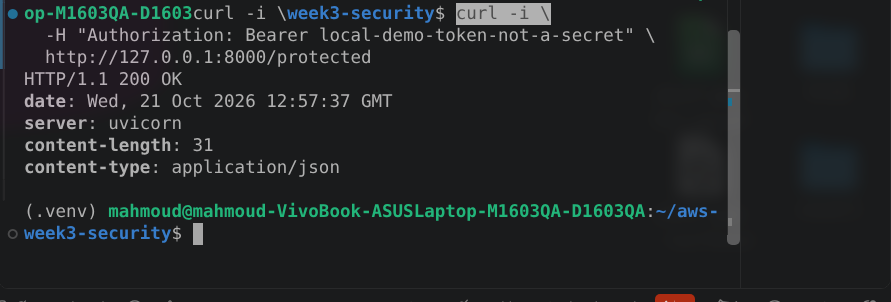 op-M1603QA-D1603curl -i \week3-security$ curl -i \
-H "Authorization: Bearer local-demo-token-not-a-secret" \
http://127.0.0.1:8000/protected
HTTP/1.1 200 OK
date: Wed, 21 Oct 2026 12:57:37 GMT
server: uvicorn
content-length: 31
content-type: application/json
(.venv) mahmoud@mahmoud-VivoBook-ASUSLaptop-M1603QA-D1603QA:~/aws-
week3-security$